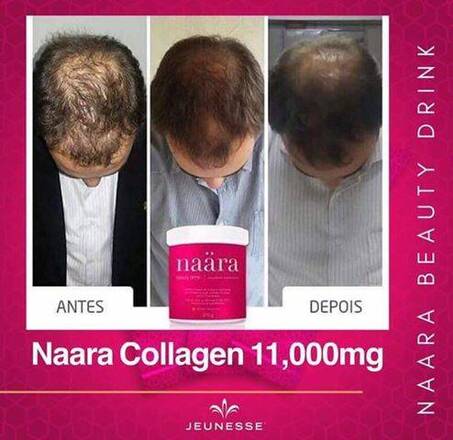 ANTES
DEPOIS
naära
Naara Collagen 11,000mg
JEUNESSE
NAARA BEAUTY DRINK